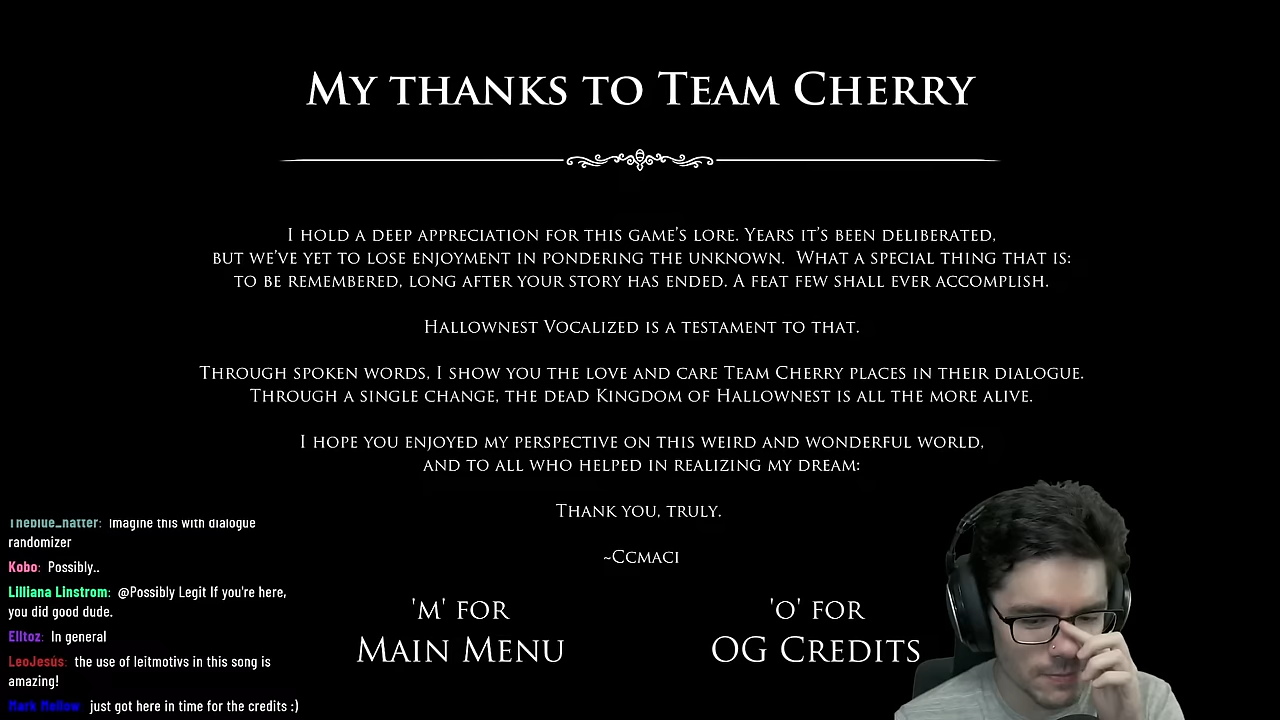 My thanks to Team Cherry
I hold a deep appreciation for this game's lore. Years it's been deliberated,
but we've yet to lose enjoyment in pondering the unknown. What a special thing that is:
to be remembered, long after your story has ended. A feat few shall ever accomplish.
Hallownest Vocalized is a testament to that.
Through spoken words, I show you the love and care Team Cherry places in their dialogue.
Through a single change, the dead Kingdom of Hallownest is all the more alive.
I hope you enjoyed my perspective on this weird and wonderful world,
and to all who helped in realizing my dream:
Thank you, truly.
~Ccmaci
'M' for
Main Menu
'O' for
OG Credits
Theblue_hatter: Imagine this with dialogue
randomizer
Kobo: Possibly..
Lilliana Linstrom: @Possibly Legit If you're here,
you did good dude.
Elitoz: In general
LeoJesús: the use of leitmotivs in this song is
amazing!
Mark Mellow just got here in time for the credits :)